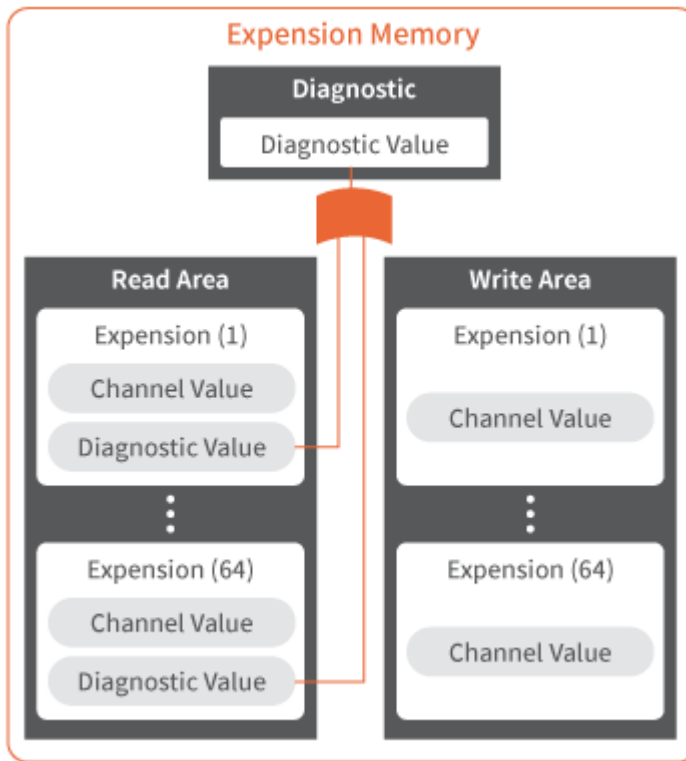 Expension Memory
Diagnostic
Diagnostic Value
Read Area
Expension (1)
Channel Value
Diagnostic Value
Expension (64)
Channel Value
Diagnostic Value
Write Area
Expension (1)
Channel Value
Expension (64)
Channel Value